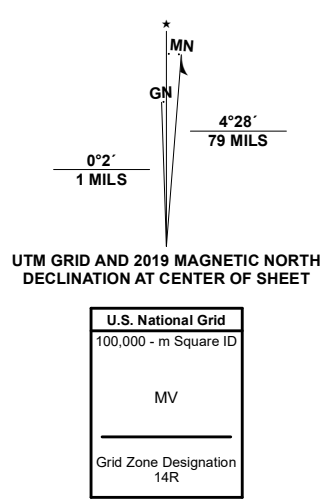 ★
MN
GN
4°28´
79 MILS
0°2´
1 MILS
UTM GRID AND 2019 MAGNETIC NORTH
DECLINATION AT CENTER OF SHEET
U.S. National Grid
100,000 - m Square ID
MV
Grid Zone Designation
14R